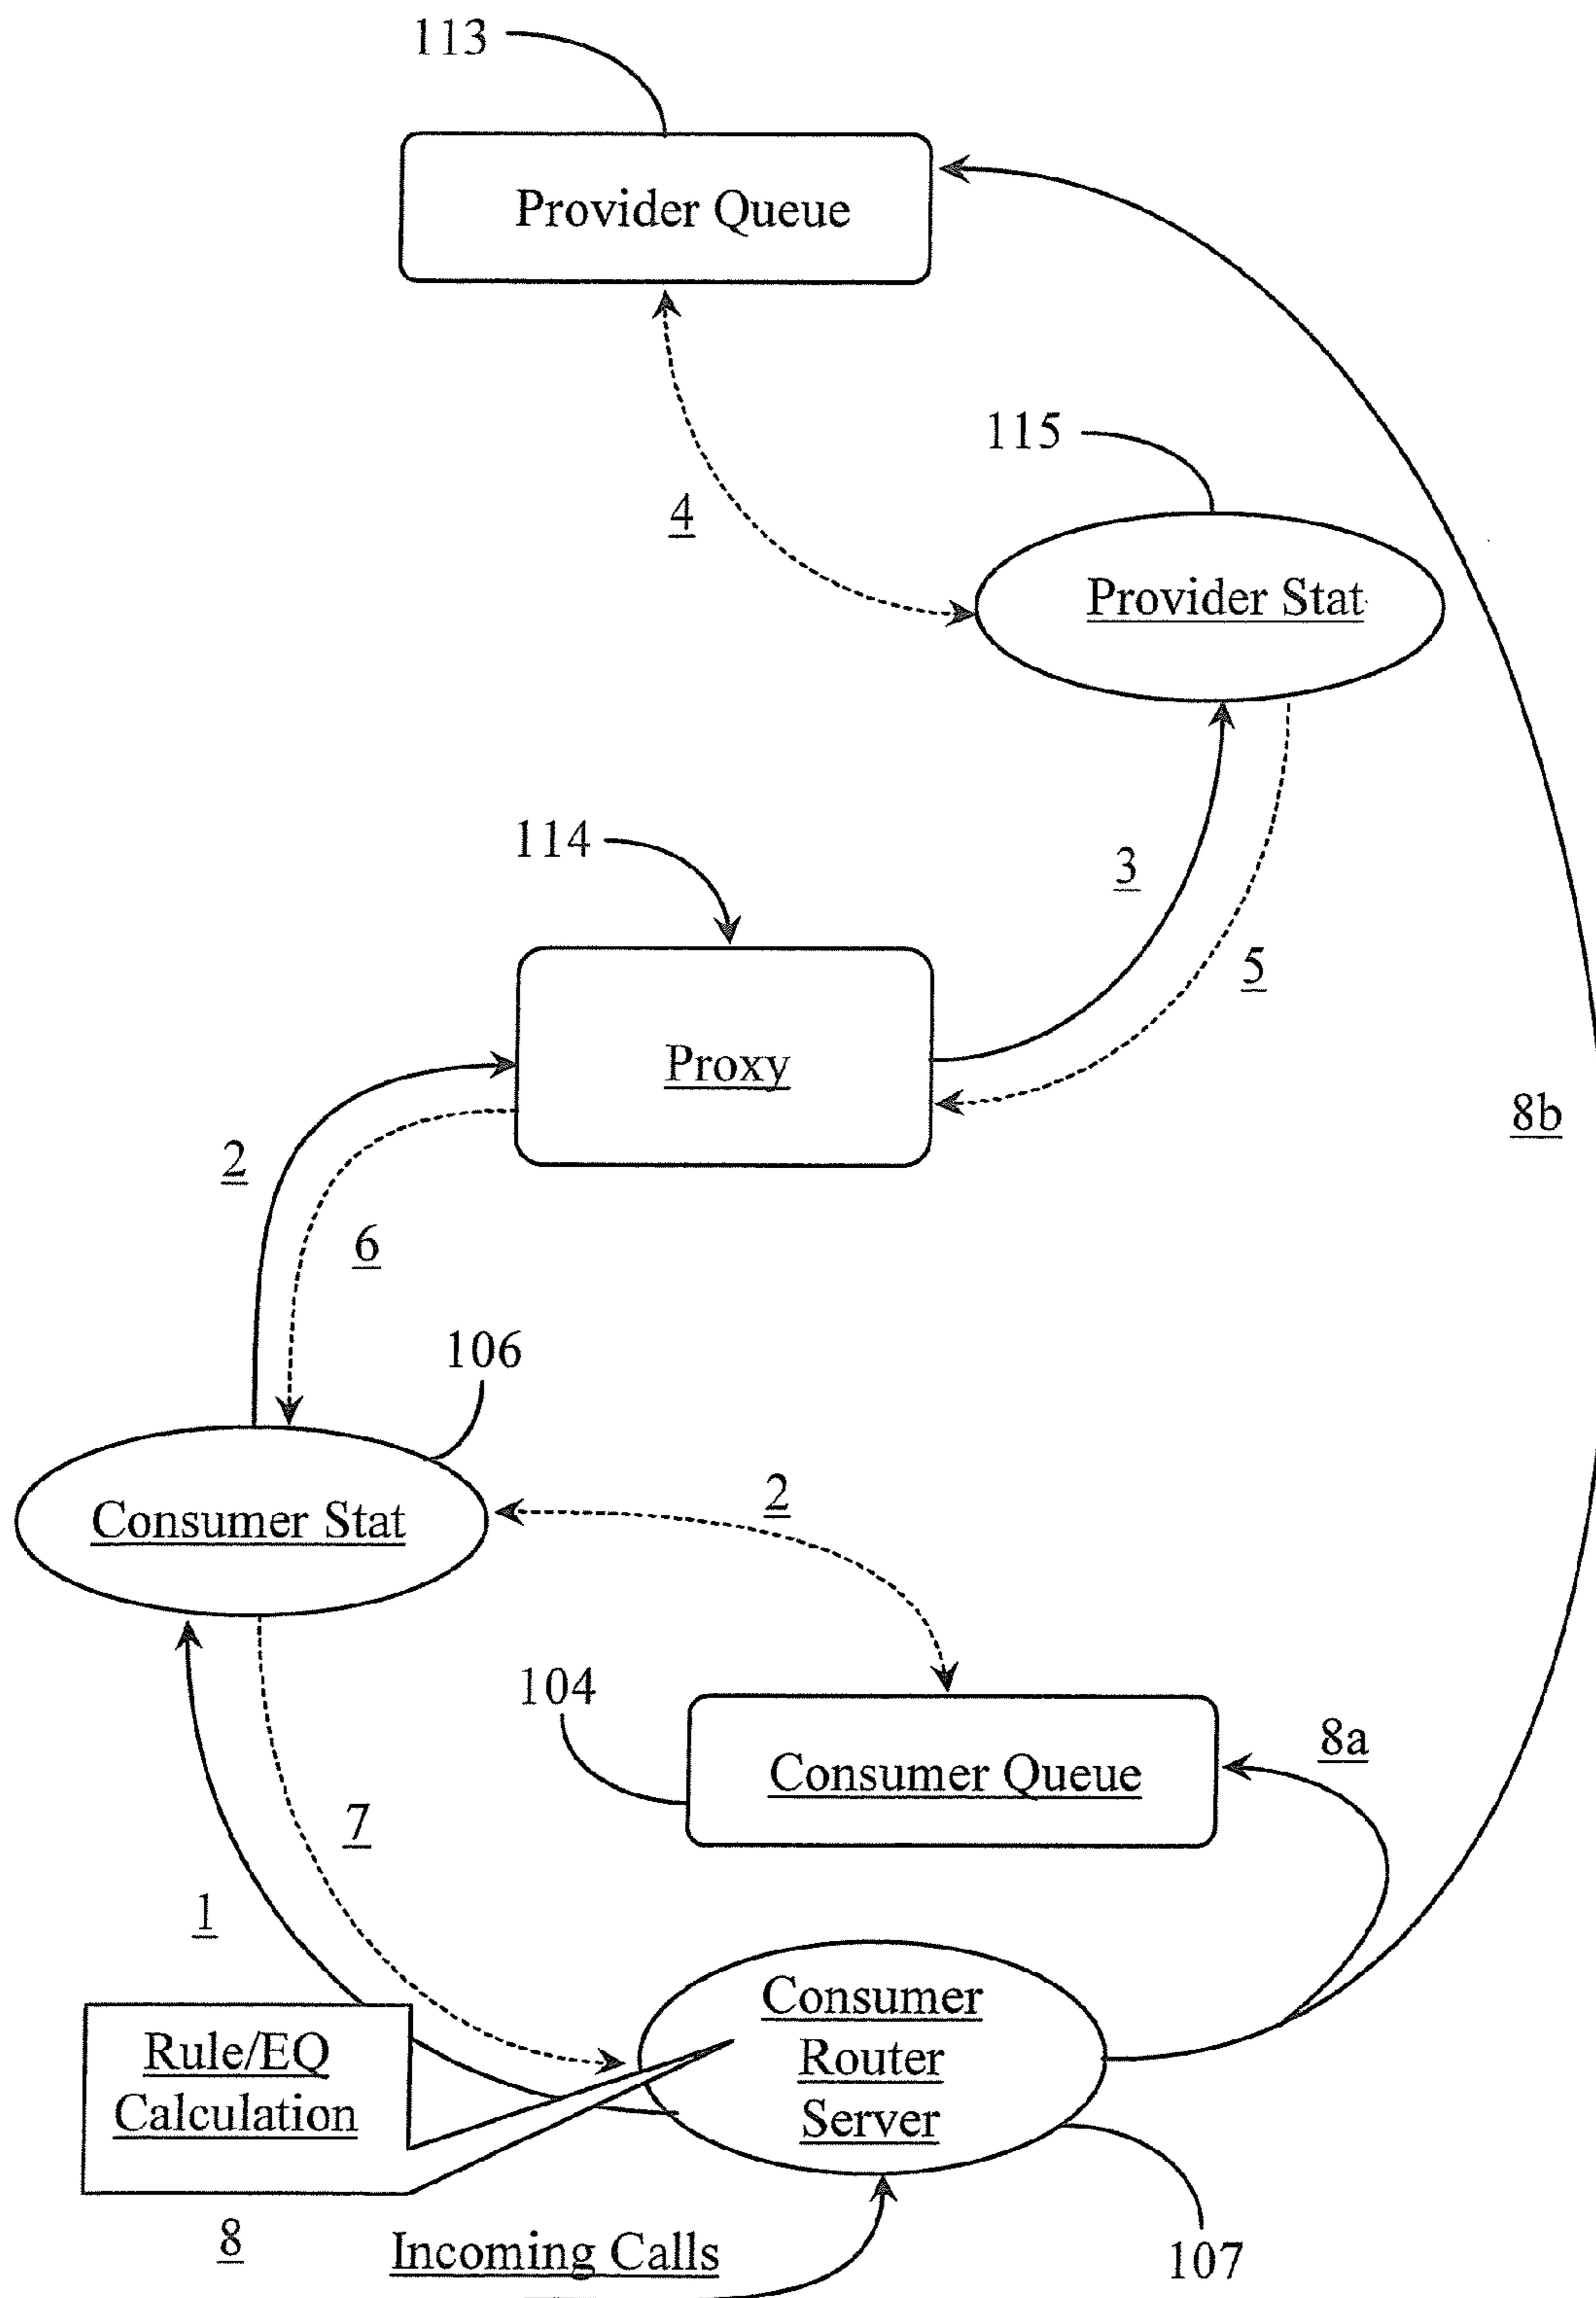 113
Provider Queue
115
4
Provider Stat
114
3
5
Proxy
8b
2
6
106
2
Consumer Stat
104
8a
Consumer Queue
7
1
Consumer
Router
Server
Rule/EQ
Calculation
8
Incoming Calls
107